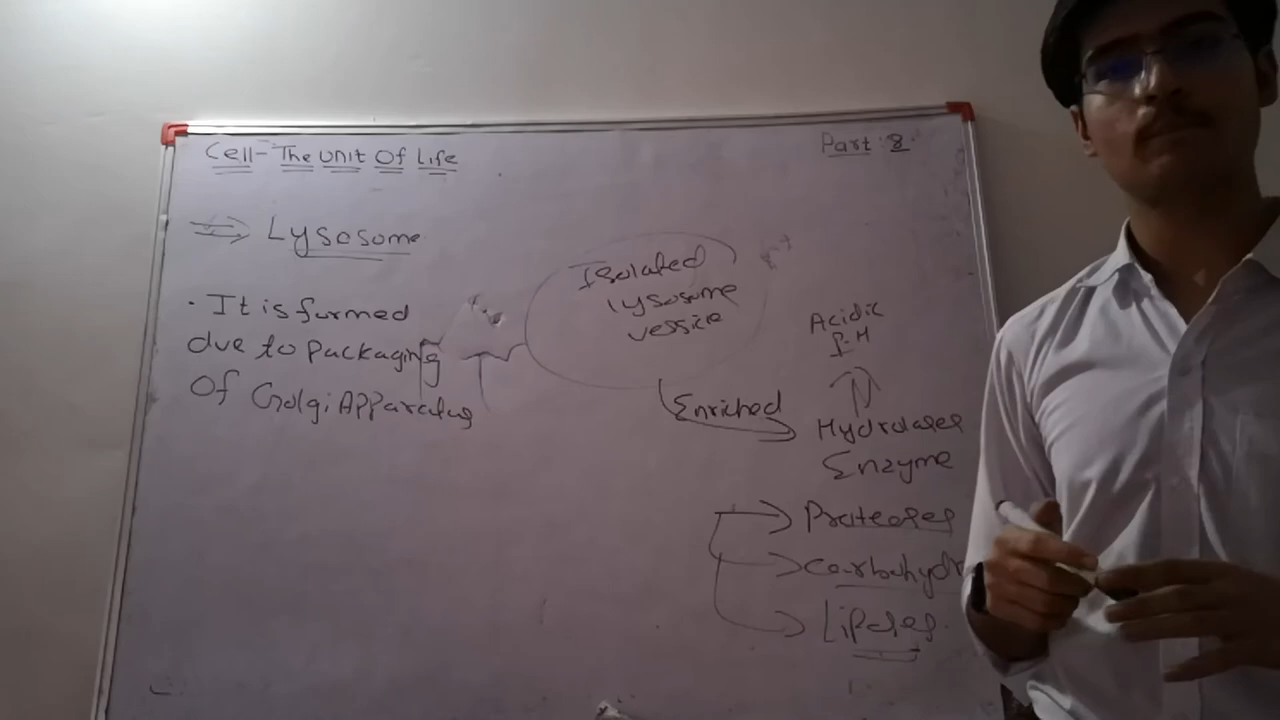 Cell-The Unit Of Life
Part : 8
⇒ Lysosome
• It is formed
due to Packaging
Of Golgi Apparatus
Isolated
lysosome
vessicle
Enriched
Acidic
P.H
Hydrolases
Enzyme
→ Proteases
→ Carbohydr
→ Lipases.